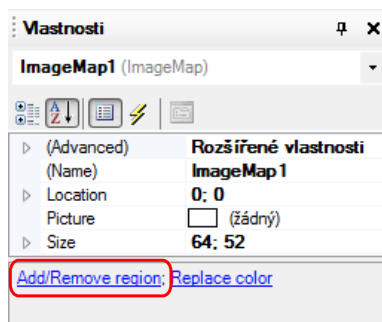 Vlastnosti
ImageMap1 (ImageMap)
(Advanced) Rozšířené vlastnosti
(Name) ImageMap1
Location 0; 0
Picture (žádný)
Size 64; 52
Add/Remove region; Replace color